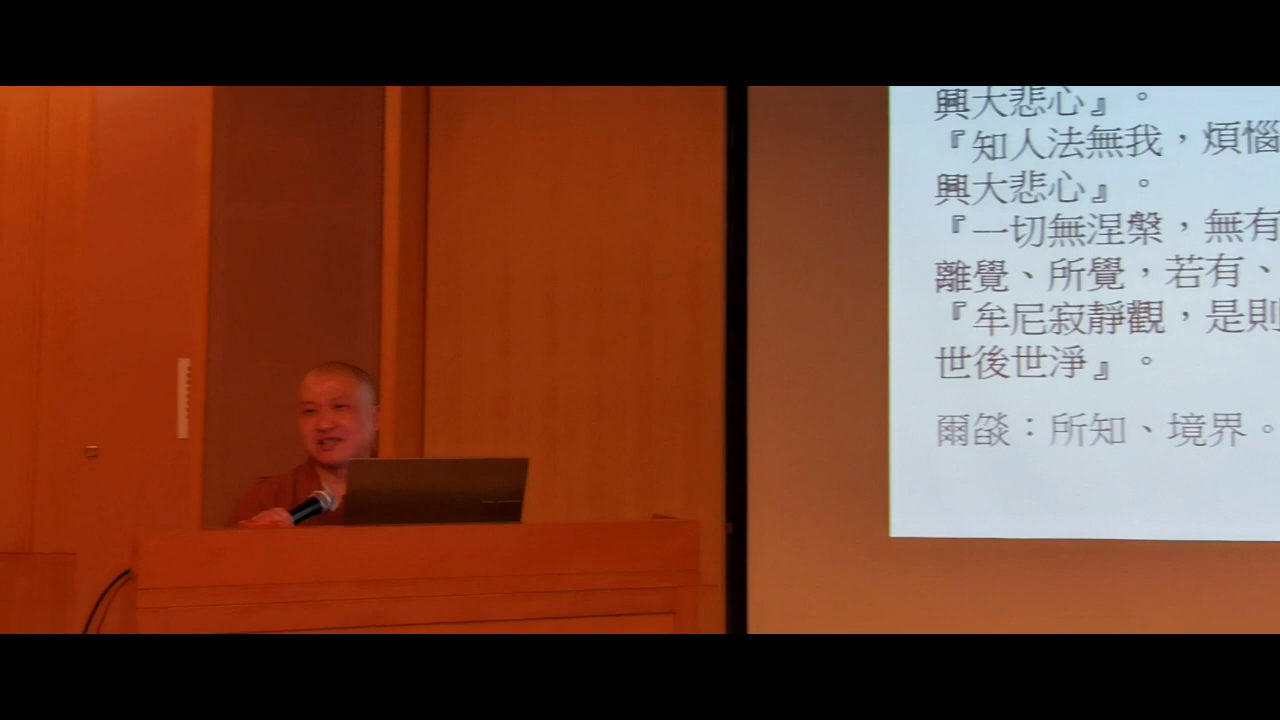 興大悲心』。
『知人法無我，煩惱
興大悲心』。
『一切無涅槃，無有
離覺、所覺，若有、
『牟尼寂靜觀，是則
世後世淨』。
爾燄：所知、境界。